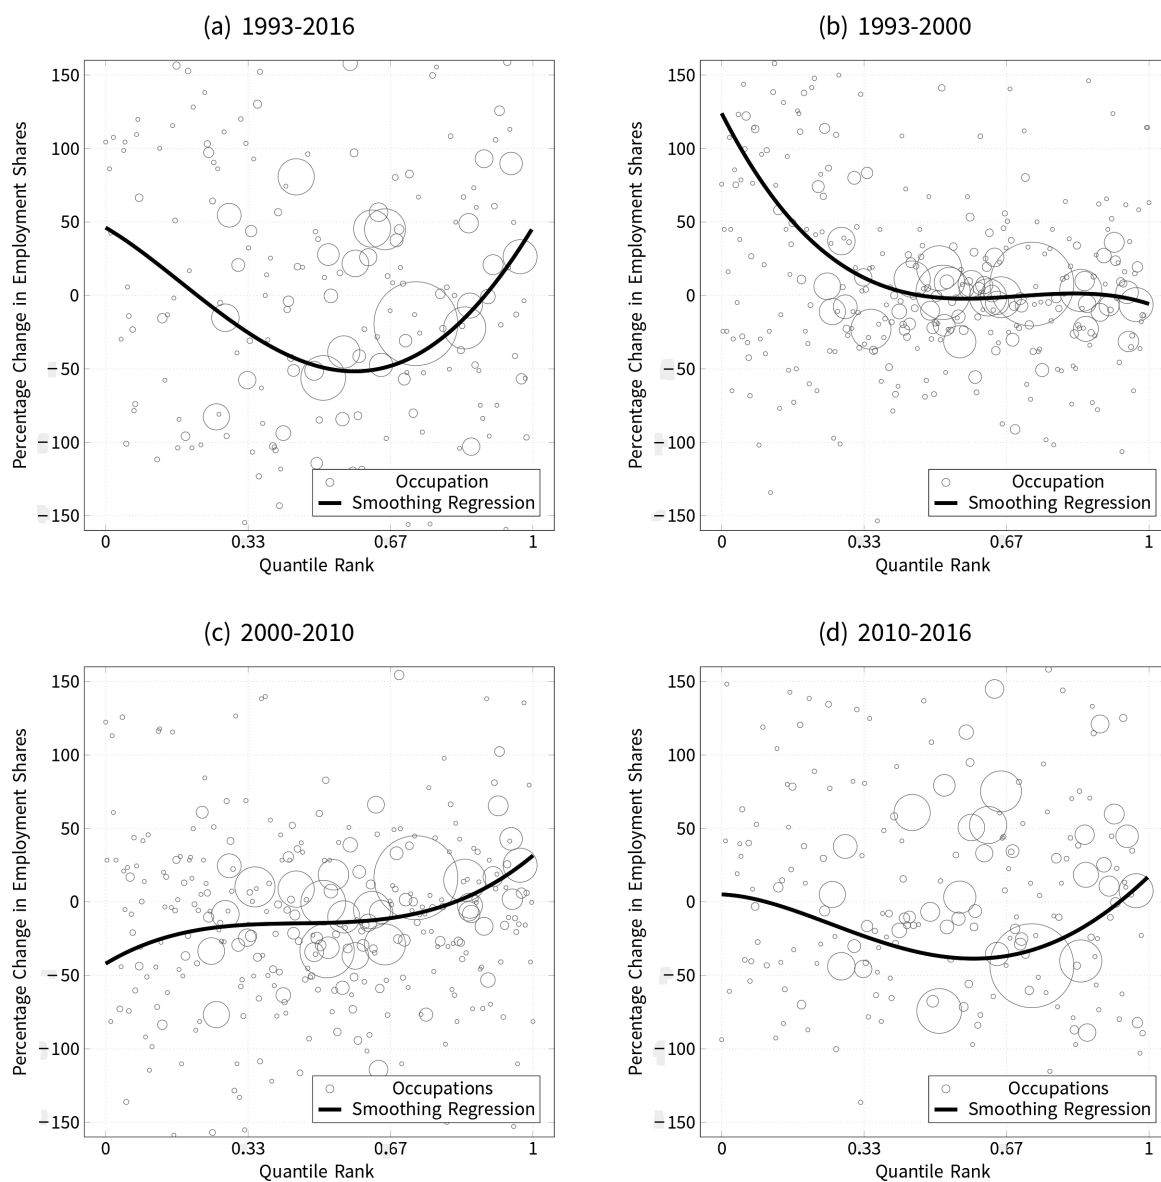 (a) 1993-2016
(b) 1993-2000
150
100
50
0
−50
−100
−150
Percentage Change in Employment Shares
Occupation
Smoothing Regression
0
0.33
0.67
1
Quantile Rank
150
100
50
0
−50
−100
−150
Percentage Change in Employment Shares
Occupation
Smoothing Regression
0
0.33
0.67
1
Quantile Rank
(c) 2000-2010
(d) 2010-2016
150
100
50
0
−50
−100
−150
Percentage Change in Employment Shares
Occupations
Smoothing Regression
0
0.33
0.67
1
Quantile Rank
150
100
50
0
−50
−100
−150
Percentage Change in Employment Shares
Occupations
Smoothing Regression
0
0.33
0.67
1
Quantile Rank